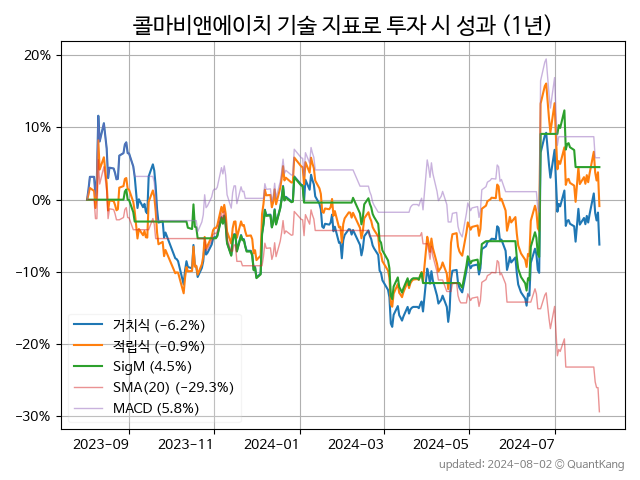 콜마비앤에이치 기술 지표로 투자 시 성과 (1년)
20%
10%
0%
−10%
−20%
−30%
거치식 (−6.2%)
적립식 (−0.9%)
SigM (4.5%)
SMA(20) (−29.3%)
MACD (5.8%)
2023-09 2023-11 2024-01 2024-03 2024-05 2024-07
updated: 2024-08-02 © QuantKang